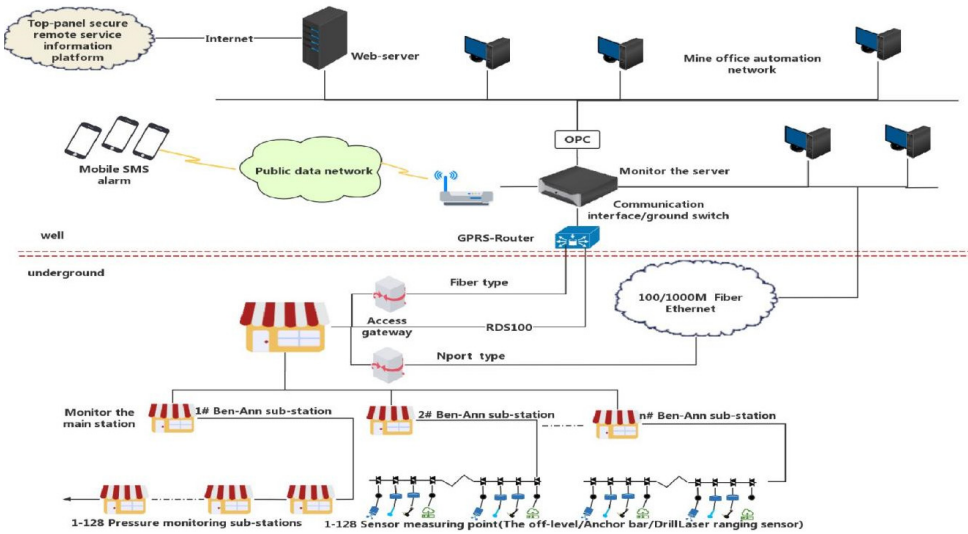 Top-panel secure
remote service
information
platform
Internet
Web-server
Mine office automation
network
OPC
Mobile SMS
alarm
Public data network
Monitor the server
Communication
interface/ground switch
GPRS-Router
well
underground
Fiber type
100/1000M Fiber
Ethernet
Access
gateway
RDS100
Nport type
Monitor the
main station
1# Ben-Ann sub-station
2# Ben-Ann sub-station
n# Ben-Ann sub-station
1-128 Pressure monitoring sub-stations
1-128 Sensor measuring point(The off-level/Anchor bar/DrillLaser ranging sensor)